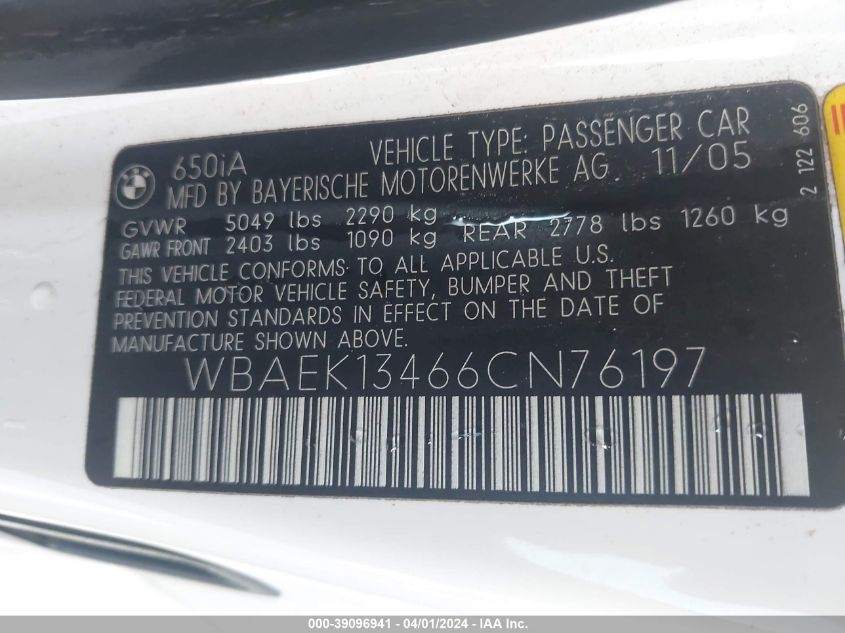 650iA VEHICLE TYPE: PASSENGER CAR
MFD BY BAYERISCHE MOTORENWERKE AG. 11/05
GVWR 5049 lbs 2290 kg
GAWR FRONT 2403 lbs 1090 kg REAR 2778 lbs 1260 kg
THIS VEHICLE CONFORMS TO ALL APPLICABLE U.S.
FEDERAL MOTOR VEHICLE SAFETY, BUMPER AND THEFT
PREVENTION STANDARDS IN EFFECT ON THE DATE OF
MANUFACTURE SHOWN ABOVE.
WBAEK13466CN76197
2 122 606
000-39096941 / 04/01/2024 - IAA Inc.